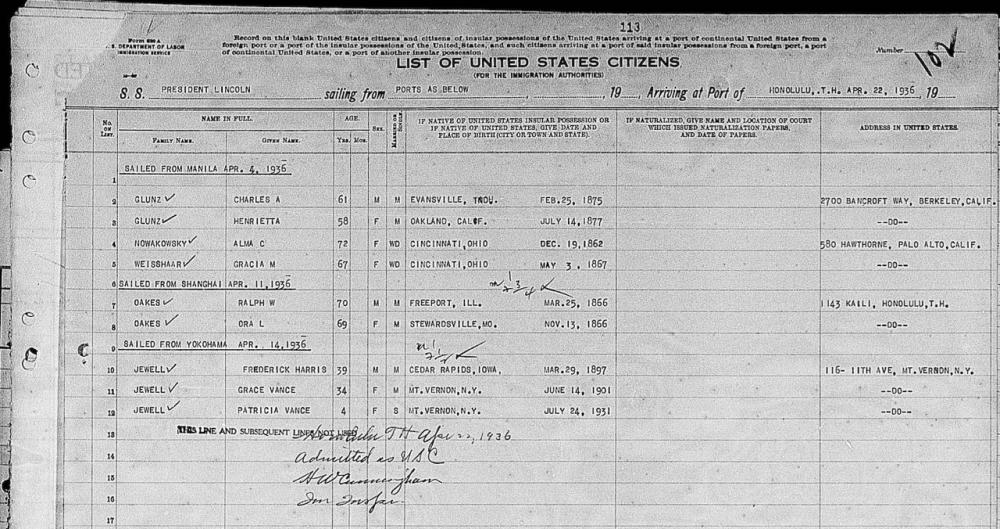 113
Form 630 A
U. S. DEPARTMENT OF LABOR
IMMIGRATION SERVICE
Record on this blank United States citizens and citizens of insular possessions of the United States arriving at a port of continental United States from a
foreign port or a port of the insular possessions of the United States, and such citizens arriving at a port of said insular possessions from a foreign port, a port
of continental United States, or a port of another insular possession.
Number 102
LIST OF UNITED STATES CITIZENS
(FOR THE IMMIGRATION AUTHORITIES)
S. S. PRESIDENT LINCOLN sailing from PORTS AS BELOW , 19 Arriving at Port of HONOLULU,.T.H. APR. 22, 1936 , 19
No. ON LIST. NAME IN FULL. AGE. SEX. MARRIED OR SINGLE IF NATIVE OF UNITED STATES INSULAR POSSESSION OR IF NATIVE OF UNITED STATES, GIVE DATE AND PLACE OF BIRTH (CITY OR TOWN AND STATE). IF NATURALIZED, GIVE NAME AND LOCATION OF COURT WHICH ISSUED NATURALIZATION PAPERS, AND DATE OF PAPERS. ADDRESS IN UNITED STATES.
FAMILY NAME. GIVEN NAME. YRS. MOS.
1 SAILED FROM MANILA APR. 4, 1936
2 GLUNZ ✓ CHARLES A 61 M M EVANSVILLE, FEB.25, 1875 2700 BANCROFT WAY, BERKELEY,CALIF.
3 GLUNZ ✓ HENRIETTA 58 F M OAKLAND, CALIF. JULY 14,1877 --DO--
4 NOWAKOWSKY ✓ ALMA C 72 F WD CINCINNATI,OHIO DEC. 19,1862 580 HAWTHORNE, PALO ALTO,CALIF.
5 WEISSHAAR ✓ GRACIA M 67 F WD CINCINNATI,OHIO MAY 3, 1867 --DO--
6 SAILED FROM SHANGHAI APR. 11,1936
7 OAKES ✓ RALPH W 70 M M FREEPORT, ILL. MAR.25, 1866 1143 KAILI, HONOLULU,T.H.
8 OAKES ✓ ORA L 69 F M STEWARDSVILLE,MO. NOV.13, 1866 --DO--
9 SAILED FROM YOKOHAMA APR. 14,1936
10 JEWELL ✓ FREDERICK HARRIS 39 M M CEDAR RAPIDS,IOWA, MAR.29, 1897 116- 11TH AVE, MT.VERNON,N.Y.
11 JEWELL ✓ GRACE VANCE 34 F M MT.VERNON,N.Y. JUNE 14, 1901 --DO--
12 JEWELL ✓ PATRICIA VANCE 4 F S MT.VERNON,N.Y. JULY 24, 1931 --DO--
13 THIS LINE AND SUBSEQUENT LINES NOT USED
Honolulu TH Apr 22, 1936
14 Admitted as USC
15 H W Cunningham
16 Imm Inspr.
17